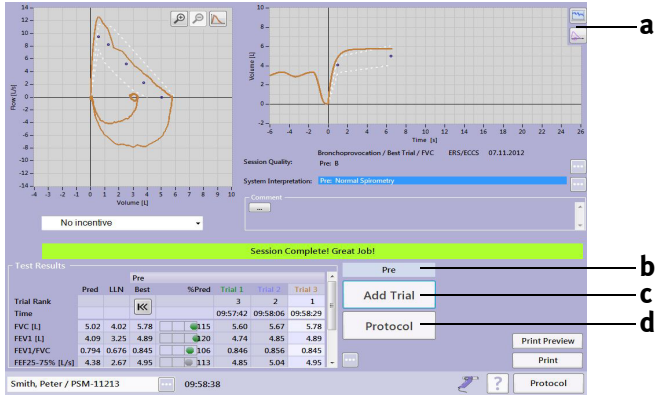 14
12
10
8
6
4
2
0
-2
-4
-6
-8
-10
-12
-14
Flow [L/s]
-4 -3 -2 -1 0 1 2 3 4 5 6 7 8 9 10
Volume [L]
10
8
6
4
2
0
-2
Volume [L]
-6 -4 -2 0 2 4 6 8 10 12 14 16 18 20 22 24 26
Time [s]
a
Bronchoprovocation / Best Trial / FVC ERS/ECCS 07.11.2012
Session Quality: Pre: B
System Interpretation: Pre: Normal Spirometry
Comment
...
No incentive
Session Complete! Great Job!
Test Results
Pre
Pred LLN Best %Pred Trial 1 Trial 2 Trial 3
Trial Rank 3 2 1
Time 09:57:42 09:58:06 09:58:29
FVC [L] 5.02 4.02 5.78 115 5.60 5.67 5.78
FEV1 [L] 4.09 3.25 4.89 120 4.74 4.85 4.89
FEV1/FVC 0.794 0.676 0.845 106 0.846 0.856 0.845
FEF25-75% [L/s] 4.38 2.67 4.95 113 4.85 5.04 4.95
Pre
b
Add Trial
c
Protocol
d
Print Preview
Print
Smith, Peter / PSM-11213 ... 09:58:38 ? Protocol